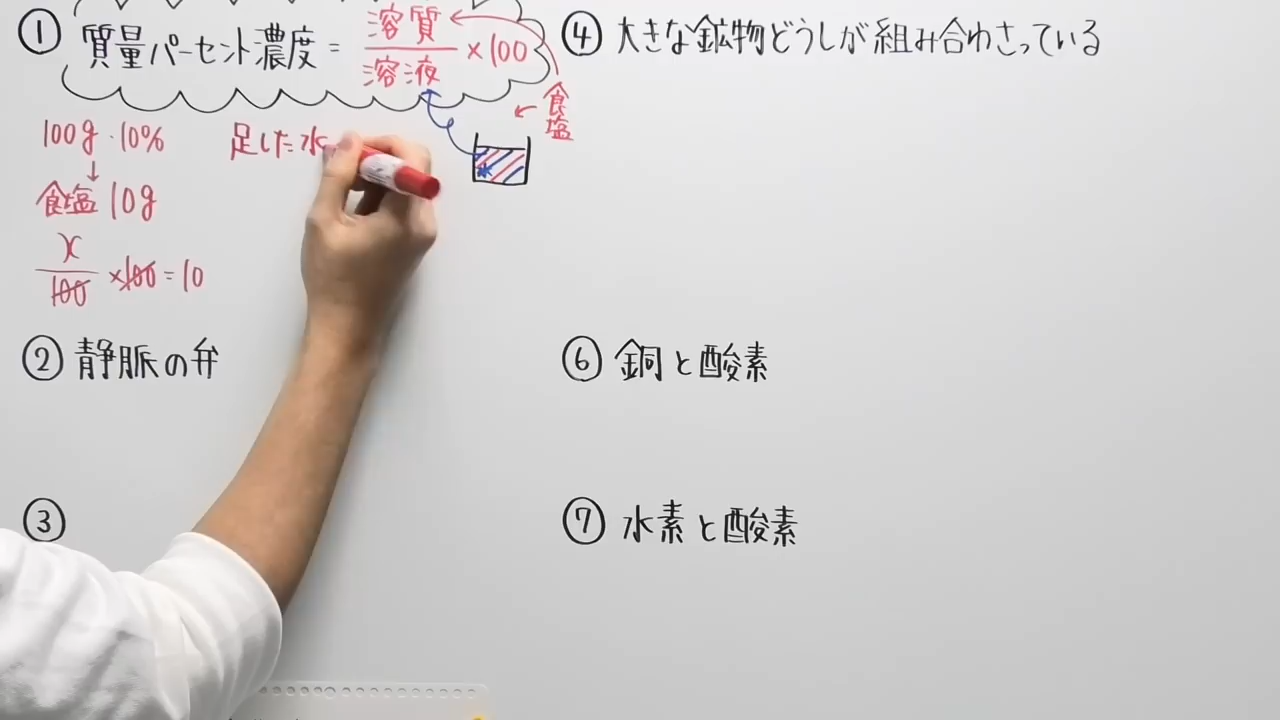 ① 質量パーセント濃度 = 溶質/溶液 × 100
食塩
100g・10%
↓
食塩 10g
x/100 × 100 = 10
足した水
② 静脈の弁
③
④ 大きな鉱物どうしが組み合わさっている
⑥ 銅と酸素
⑦ 水素と酸素